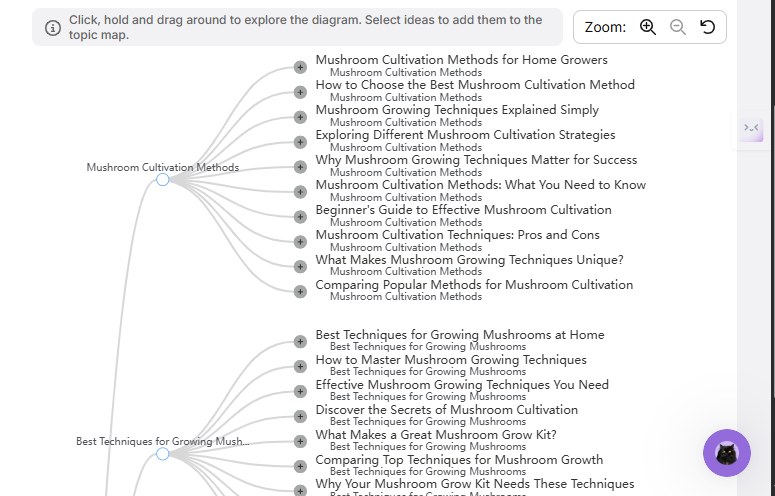 Click, hold and drag around to explore the diagram. Select ideas to add them to the
topic map.
Zoom:
Mushroom Cultivation Methods
Mushroom Cultivation Methods for Home Growers
Mushroom Cultivation Methods
How to Choose the Best Mushroom Cultivation Method
Mushroom Cultivation Methods
Mushroom Growing Techniques Explained Simply
Mushroom Cultivation Methods
Exploring Different Mushroom Cultivation Strategies
Mushroom Cultivation Methods
Why Mushroom Growing Techniques Matter for Success
Mushroom Cultivation Methods
Mushroom Cultivation Methods: What You Need to Know
Mushroom Cultivation Methods
Beginner's Guide to Effective Mushroom Cultivation
Mushroom Cultivation Methods
Mushroom Cultivation Techniques: Pros and Cons
Mushroom Cultivation Methods
What Makes Mushroom Growing Techniques Unique?
Mushroom Cultivation Methods
Comparing Popular Methods for Mushroom Cultivation
Mushroom Cultivation Methods
Best Techniques for Growing Mush...
Best Techniques for Growing Mushrooms at Home
Best Techniques for Growing Mushrooms
How to Master Mushroom Growing Techniques
Best Techniques for Growing Mushrooms
Effective Mushroom Growing Techniques You Need
Best Techniques for Growing Mushrooms
Discover the Secrets of Mushroom Cultivation
Best Techniques for Growing Mushrooms
What Makes a Great Mushroom Grow Kit?
Best Techniques for Growing Mushrooms
Comparing Top Techniques for Mushroom Growth
Best Techniques for Growing Mushrooms
Why Your Mushroom Grow Kit Needs These Techniques
Best Techniques for Growing Mushrooms